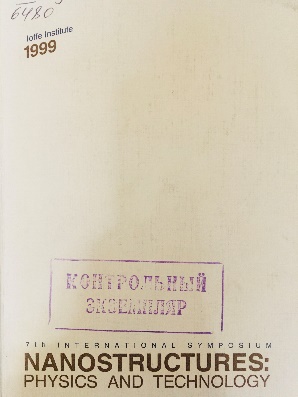 6480
Ioffe Institute
1999
КОНТРОЛЬНЫЙ
ЭКЗЕМПЛЯР
7th INTERNATIONAL SYMPOSIUM
NANOSTRUCTURES:
PHYSICS AND TECHNOLOGY